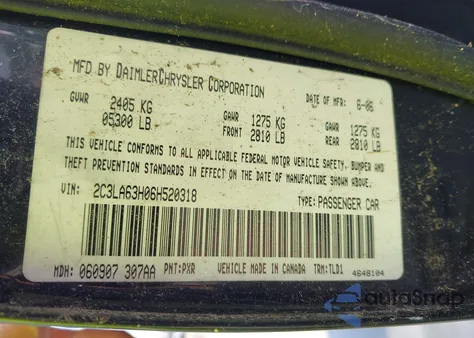 MFD BY DAIMLERCHRYSLER CORPORATION
DATE OF MFR: 6-06
GVWR 2405 KG 05300 LB
GAWR FRONT 1275 KG 2810 LB
GAWR REAR 1275 KG 2810 LB
THIS VEHICLE CONFORMS TO ALL APPLICABLE FEDERAL MOTOR VEHICLE SAFETY, BUMPER AND
THEFT PREVENTION STANDARDS IN EFFECT ON THE DATE OF MANUFACTURE SHOWN ABOVE.
VIN: 2C3LA63H06H520318 TYPE: PASSENGER CAR
MDH: 060907 307AA PNT: PXR VEHICLE MADE IN CANADA TRM: TLD1
4648104
autoSnap